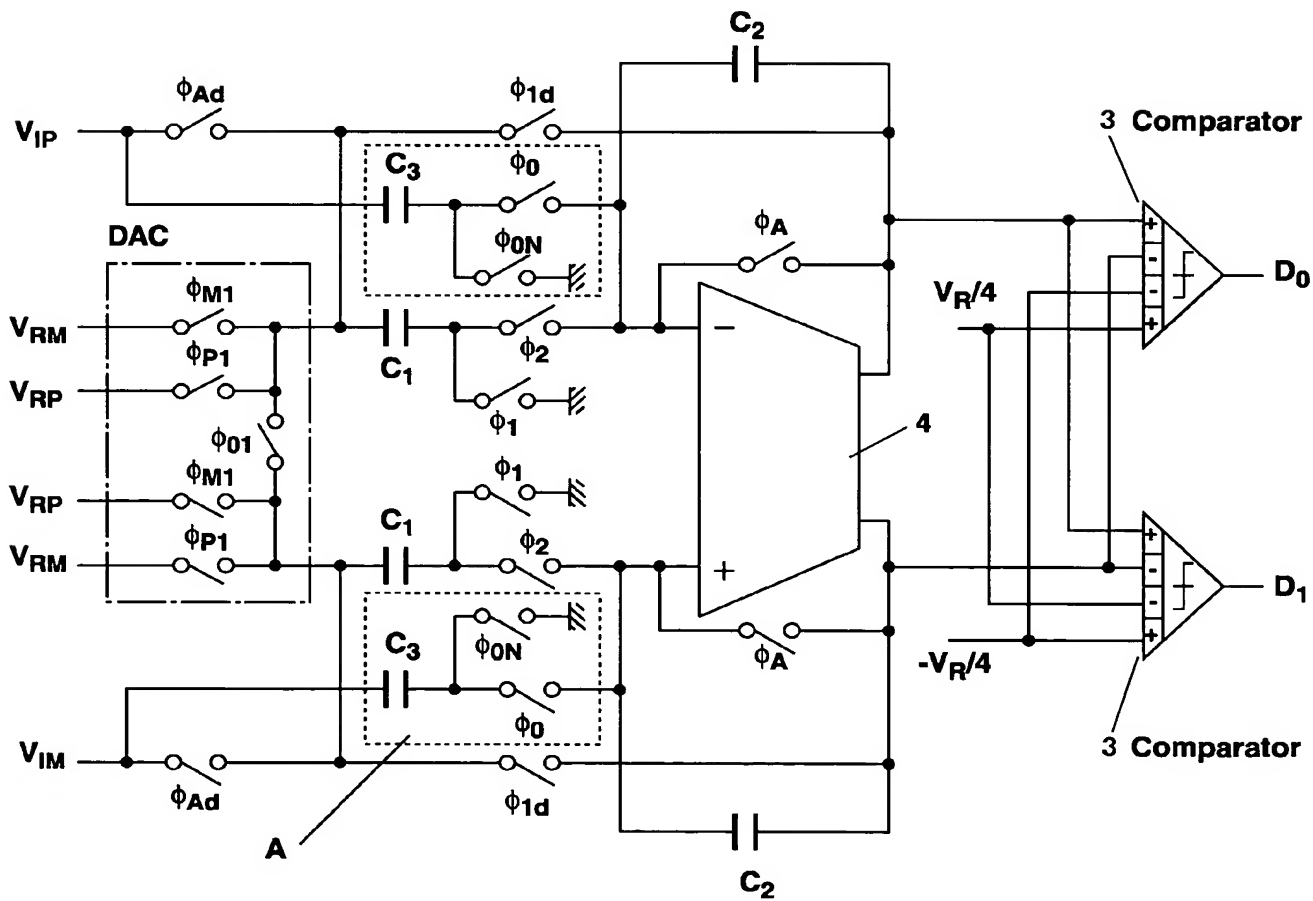 C2
ϕAd
ϕ1d
VIP
3 Comparator
C3
ϕ0
ϕ0N
ϕA
DAC
+
-
-
+
D0
VR/4
ϕM1
VRM
C1
ϕ2
−
ϕP1
VRP
ϕ1
ϕ01
4
ϕM1
VRP
ϕ1
C1
ϕ2
ϕP1
VRM
+
+
-
-
+
D1
-VR/4
C3
ϕ0N
ϕA
ϕ0
VIM
ϕAd
ϕ1d
3 Comparator
A
C2